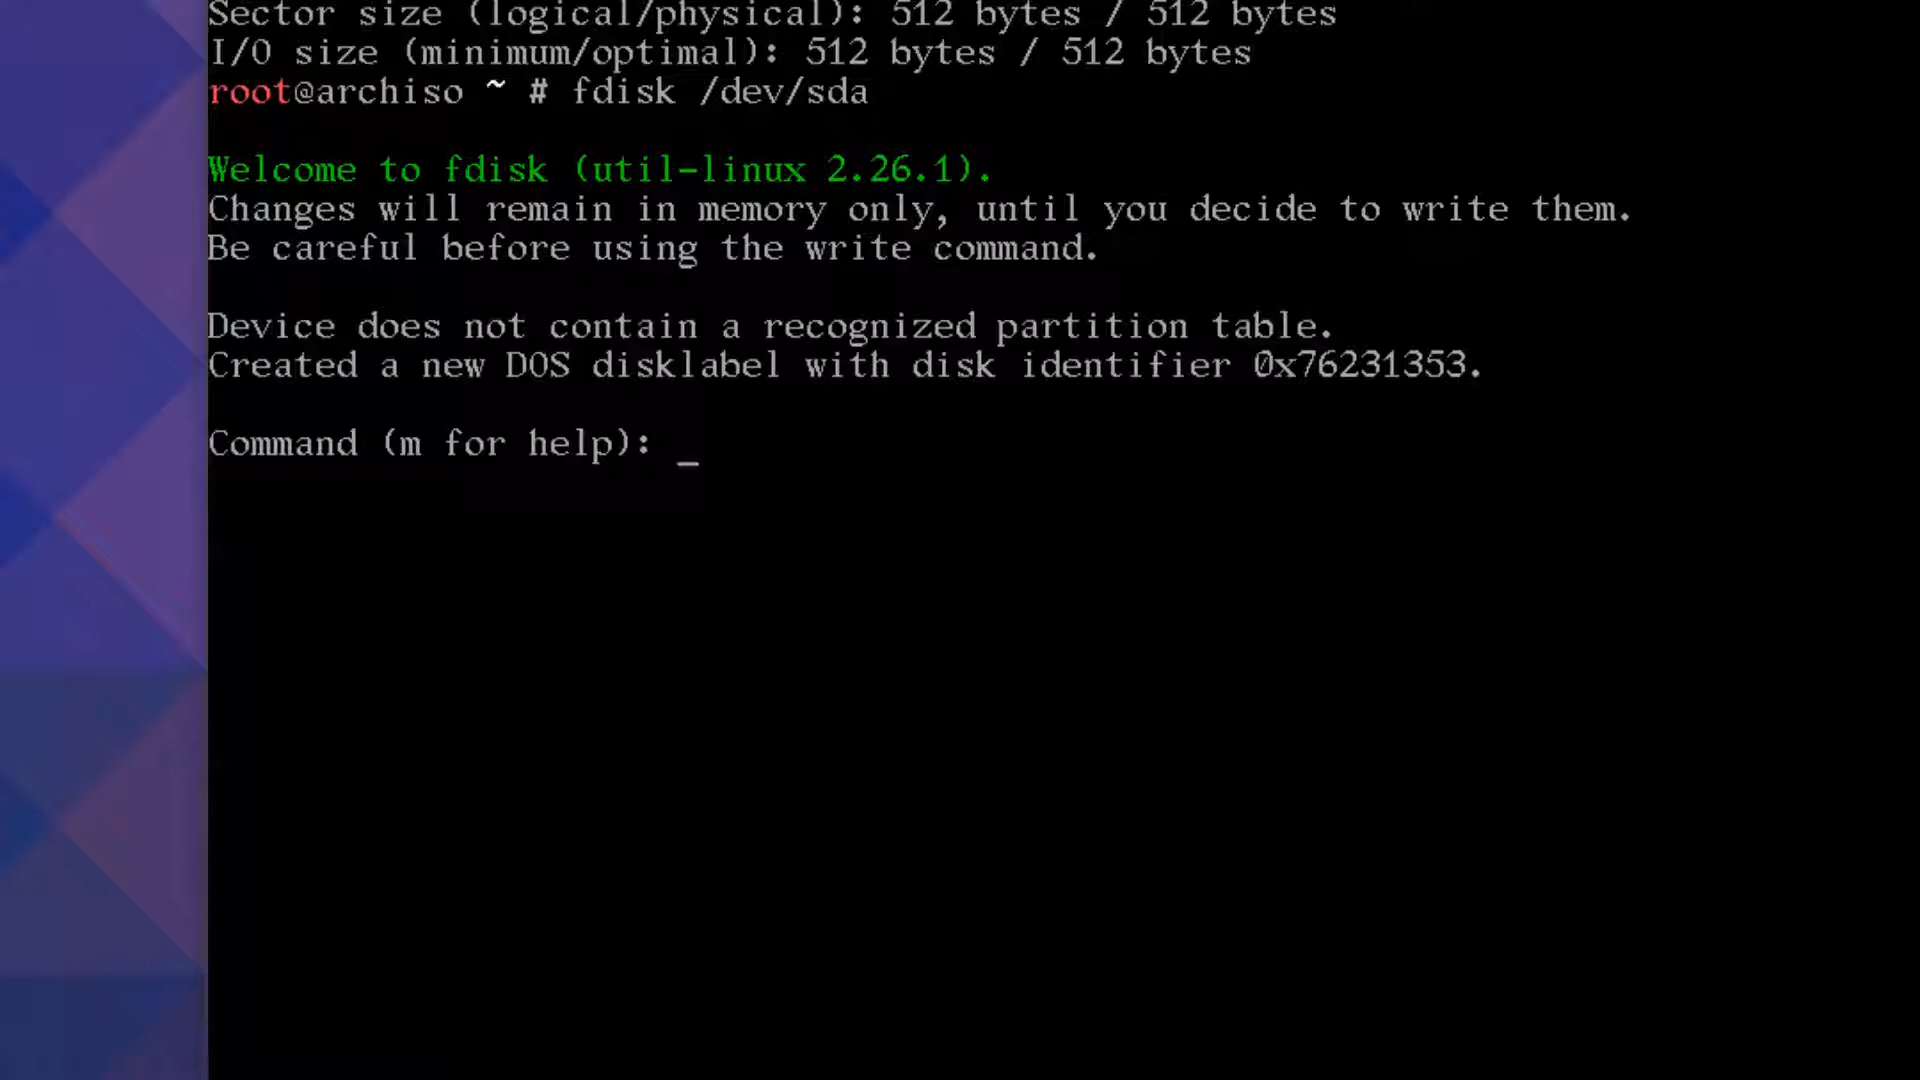 Sector size (logical/physical): 512 bytes / 512 bytes
I/O size (minimum/optimal): 512 bytes / 512 bytes
root@archiso ~ # fdisk /dev/sda
Welcome to fdisk (util-linux 2.26.1).
Changes will remain in memory only, until you decide to write them.
Be careful before using the write command.
Device does not contain a recognized partition table.
Created a new DOS disklabel with disk identifier 0x76231353.
Command (m for help): _